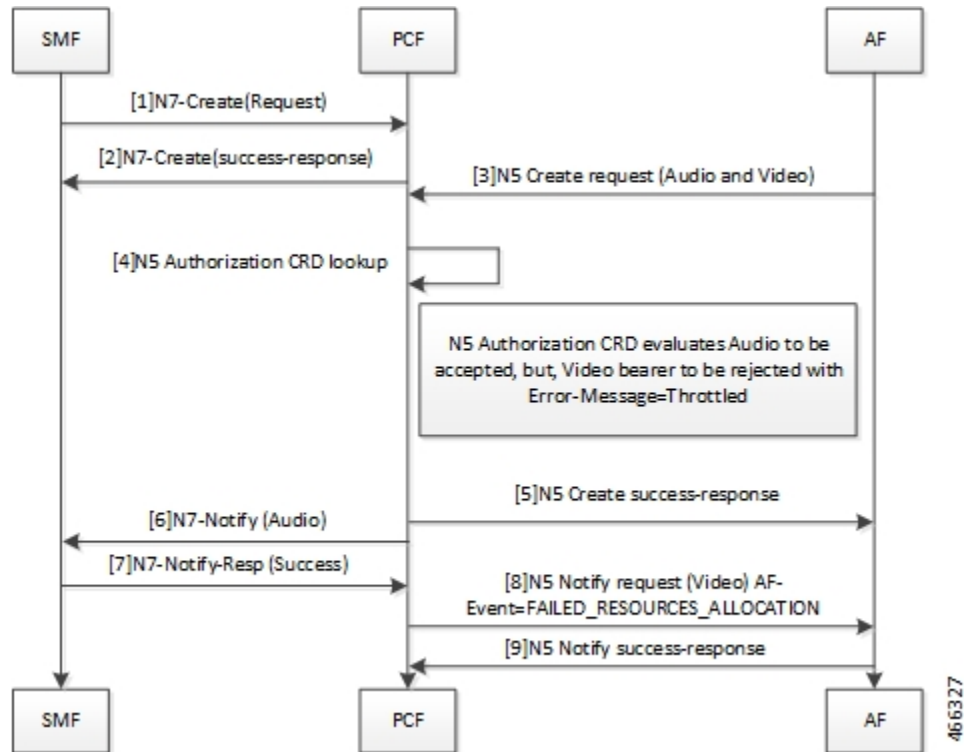 SMF
PCF
AF
[1]N7-Create(Request)
[2]N7-Create(success-response)
[3]N5 Create request (Audio and Video)
[4]N5 Authorization CRD lookup
N5 Authorization CRD evaluates Audio to be
accepted, but, Video bearer to be rejected with
Error-Message=Throttled
[5]N5 Create success-response
[6]N7-Notify (Audio)
[7]N7-Notify-Resp (Success)
[8]N5 Notify request (Video) AF-
Event=FAILED_RESOURCES_ALLOCATION
[9]N5 Notify success-response
SMF
PCF
AF
466327